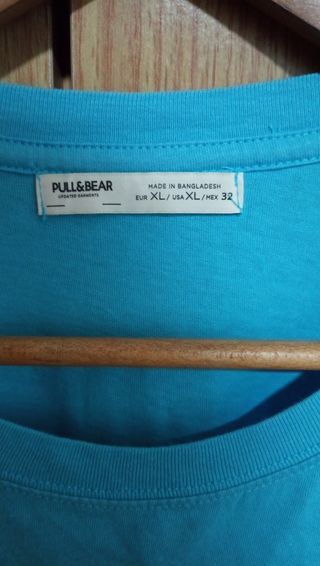 PULL&BEAR
UPDATED GARMENTS
MADE IN BANGLADESH
EUR XL / USA XL / MEX 32